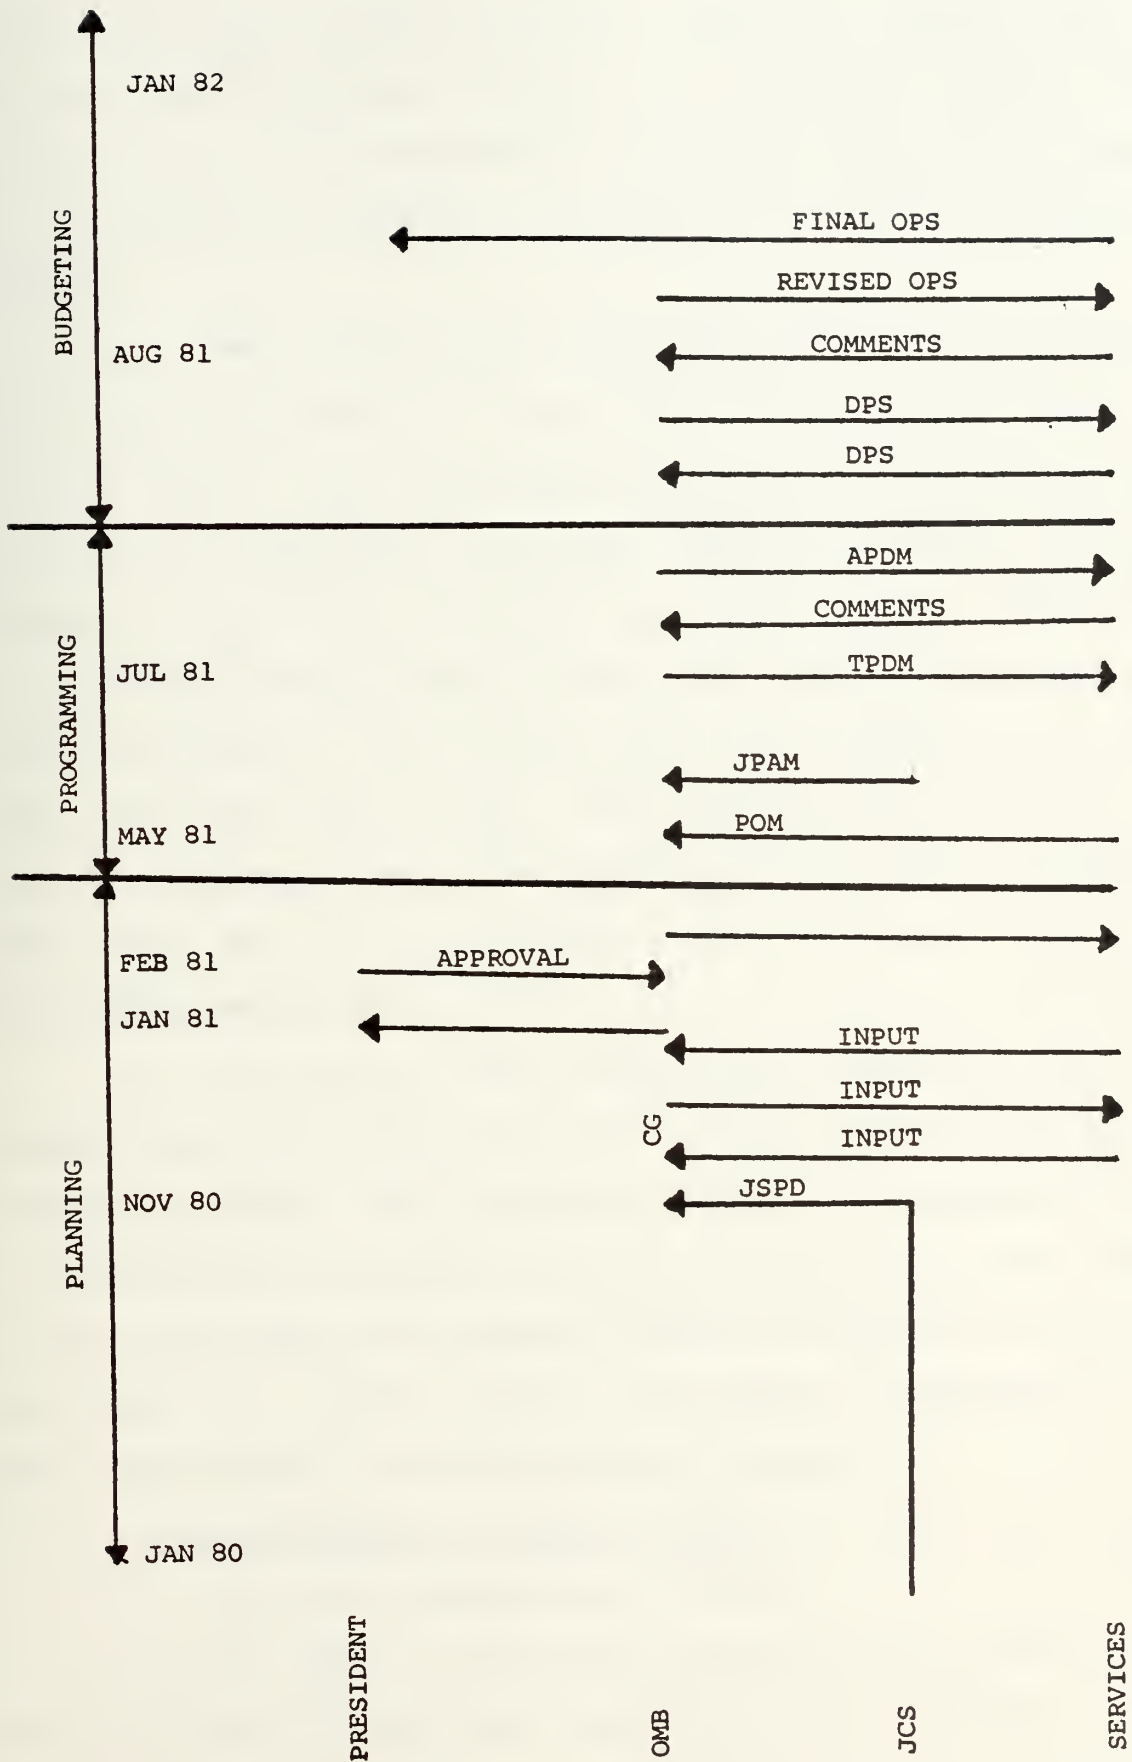 JAN 82
BUDGETING
FINAL OPS
REVISED OPS
COMMENTS
AUG 81
DPS
DPS
APDM
COMMENTS
PROGRAMMING
JUL 81
TPDM
JPAM
POM
MAY 81
FEB 81
APPROVAL
JAN 81
INPUT
INPUT
CG
INPUT
PLANNING
NOV 80
JSPD
JAN 80
PRESIDENT
OMB
JCS
SERVICES